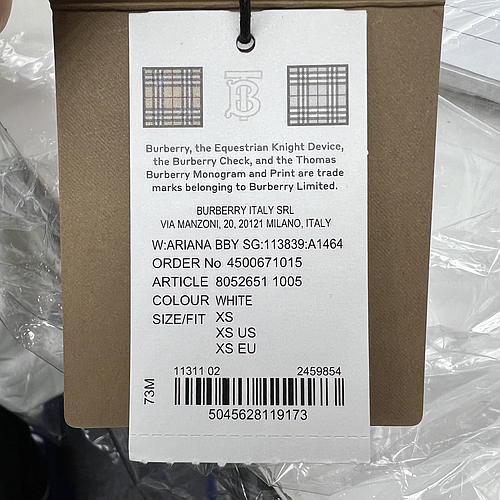 Burberry, the Equestrian Knight Device,
the Burberry Check, and the Thomas
Burberry Monogram and Print are trade
marks belonging to Burberry Limited.
BURBERRY ITALY SRL
VIA MANZONI, 20, 20121 MILANO, ITALY
W:ARIANA BBY SG:113839:A1464
ORDER No 4500671015
ARTICLE 8052651 1005
COLOUR WHITE
SIZE/FIT XS
XS US
XS EU
11311 02 2459854
73M
5045628119173